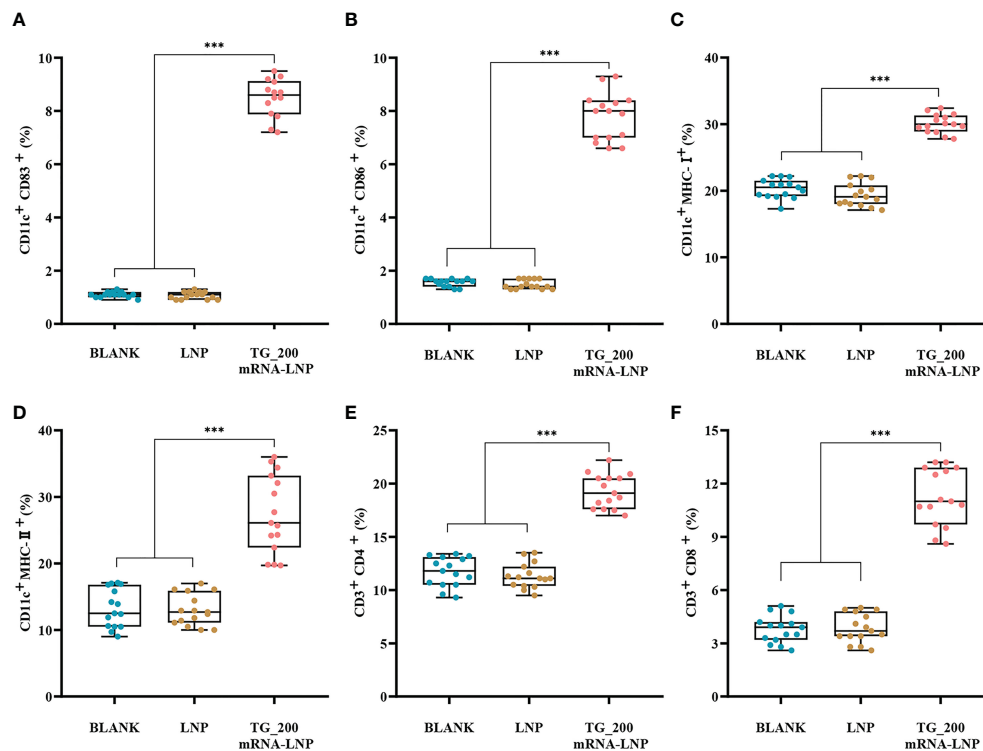 A
CD11c⁺ CD83⁺ (%)
10
8
6
4
2
0
***
BLANK
LNP
TG_200
mRNA-LNP
B
CD11c⁺ CD86⁺ (%)
10
8
6
4
2
0
***
BLANK
LNP
TG_200
mRNA-LNP
C
CD11c⁺ MHC-Ⅰ⁺ (%)
40
30
20
10
0
***
BLANK
LNP
TG_200
mRNA-LNP
D
CD11c⁺ MHC-Ⅱ⁺ (%)
40
30
20
10
0
***
BLANK
LNP
TG_200
mRNA-LNP
E
CD3⁺ CD4⁺ (%)
25
20
15
10
5
0
***
BLANK
LNP
TG_200
mRNA-LNP
F
CD3⁺ CD8⁺ (%)
15
12
9
6
3
0
***
BLANK
LNP
TG_200
mRNA-LNP